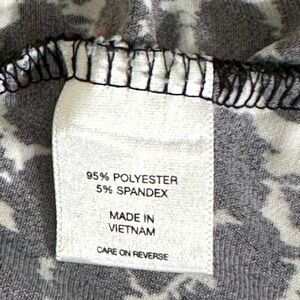 95% POLYESTER
5% SPANDEX
MADE IN
VIETNAM
CARE ON REVERSE